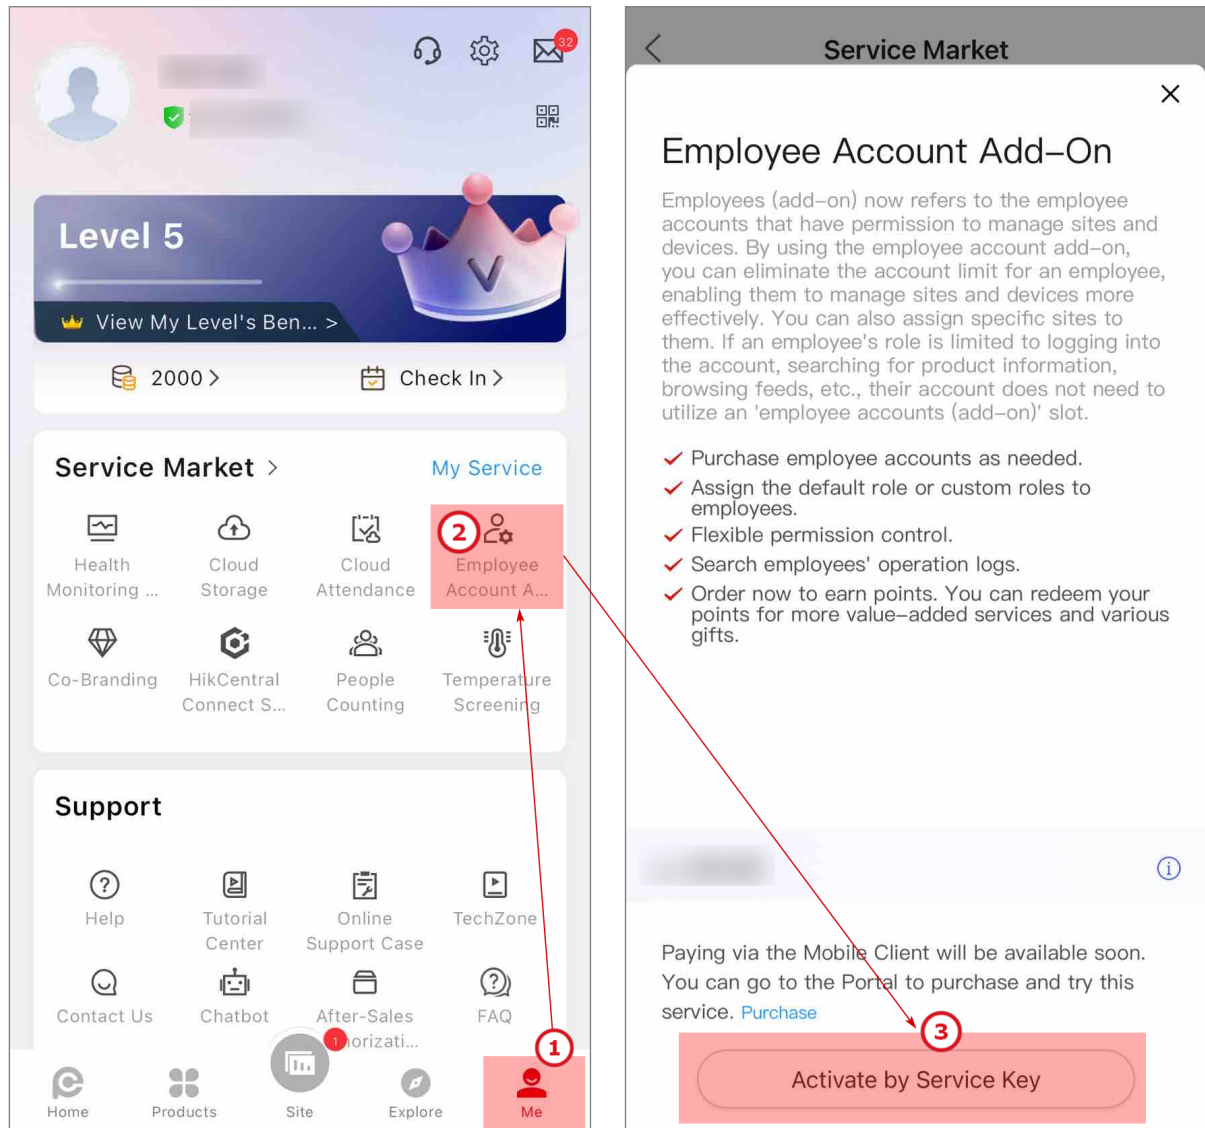 32
Level 5
View My Level's Ben... >
2000 >
Check In >
Service Market >
My Service
2
Health
Monitoring ...
Cloud
Storage
Cloud
Attendance
Employee
Account A...
Co-Branding
HikCentral
Connect S...
People
Counting
Temperature
Screening
Support
Help
Tutorial
Center
Online
Support Case
TechZone
Contact Us
Chatbot
After-Sales
horizati...
FAQ
1
1
Home
Products
Site
Explore
Me
Service Market
Employee Account Add-On
Employees (add-on) now refers to the employee
accounts that have permission to manage sites and
devices. By using the employee account add-on,
you can eliminate the account limit for an employee,
enabling them to manage sites and devices more
effectively. You can also assign specific sites to
them. If an employee's role is limited to logging into
the account, searching for product information,
browsing feeds, etc., their account does not need to
utilize an 'employee accounts (add-on)' slot.
Purchase employee accounts as needed.
Assign the default role or custom roles to
employees.
Flexible permission control.
Search employees' operation logs.
Order now to earn points. You can redeem your
points for more value-added services and various
gifts.
Paying via the Mobile Client will be available soon.
You can go to the Portal to purchase and try this
service. Purchase
3
Activate by Service Key